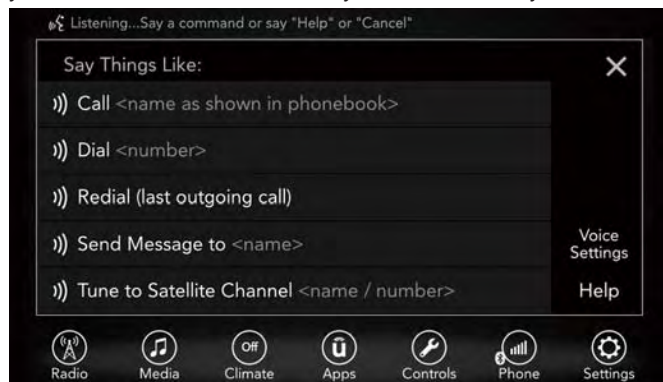 Listening...Say a command or say "Help" or "Cancel"
Say Things Like:
Call <name as shown in phonebook>
Dial <number>
Redial (last outgoing call)
Send Message to <name>
Tune to Satellite Channel <name / number>
Voice
Settings
Help
Radio
Media
Off
Climate
ū
Apps
Controls
Phone
Settings